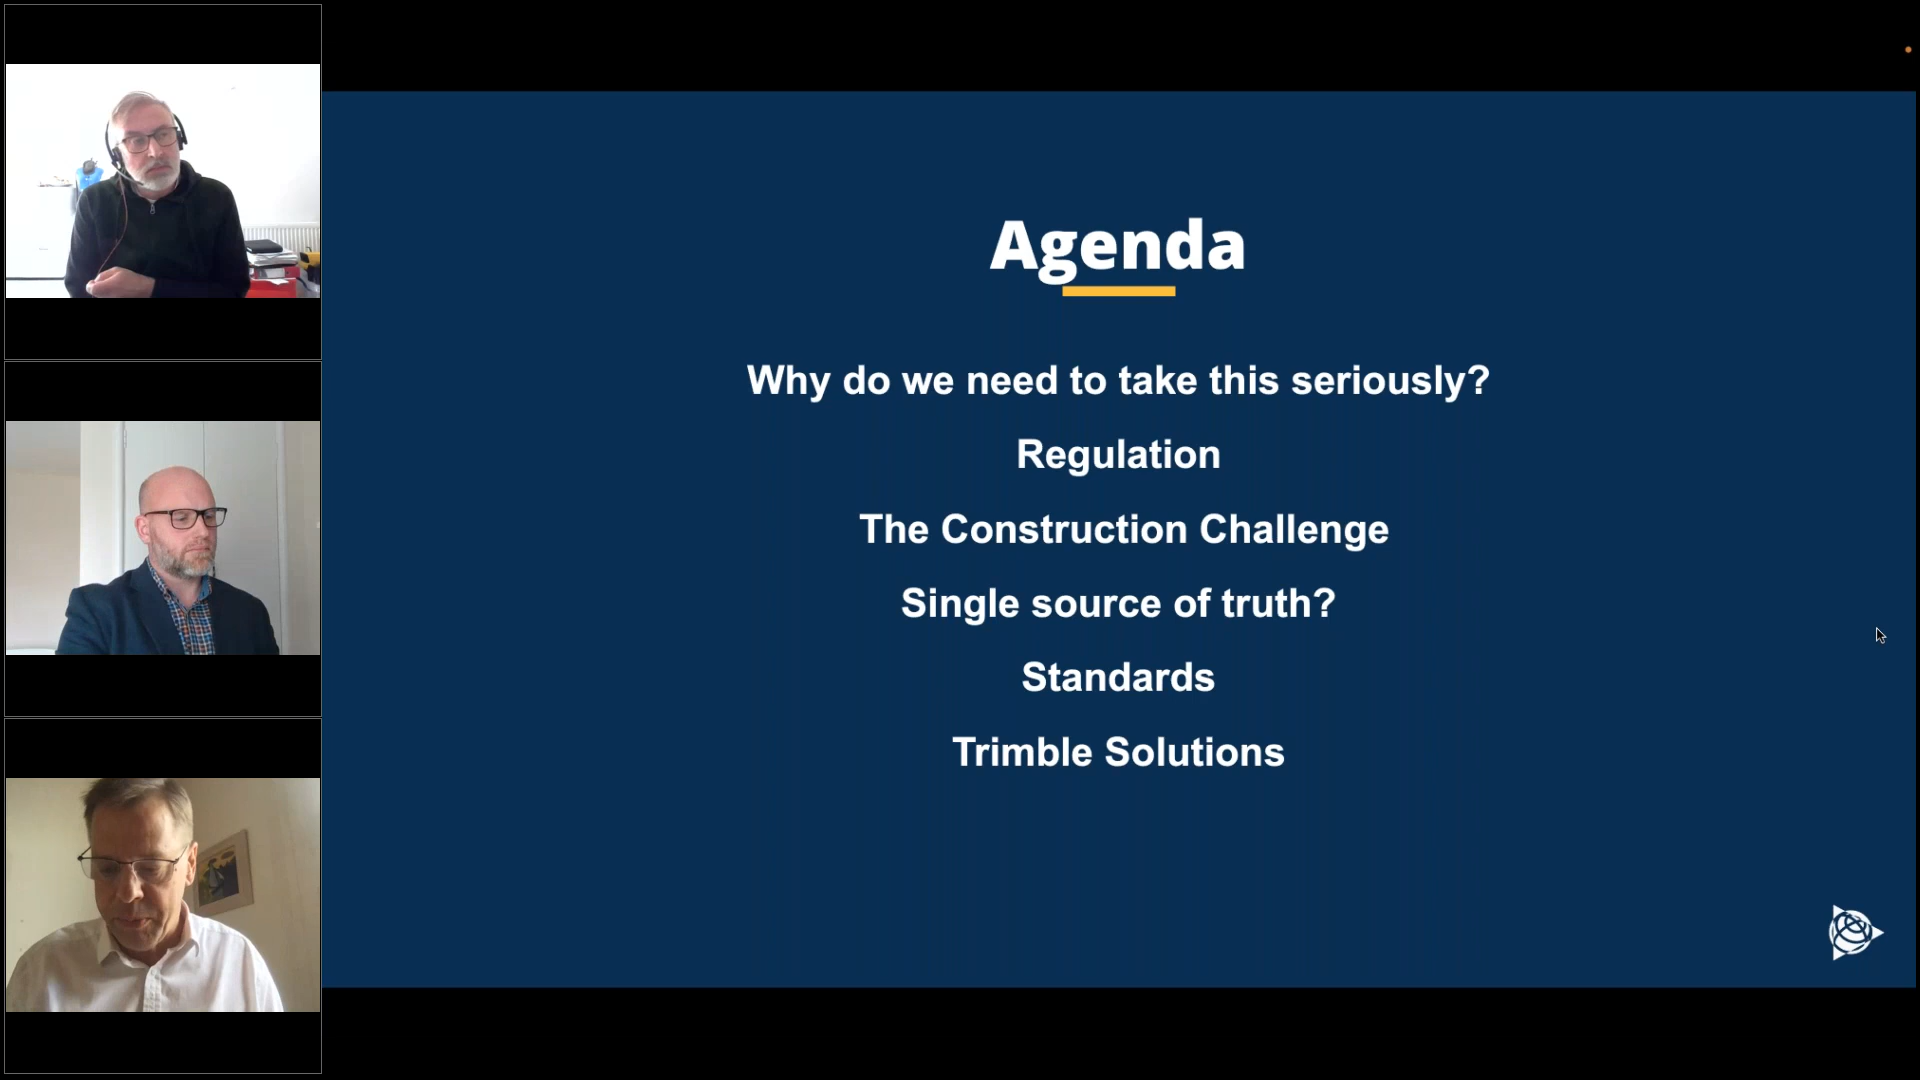 Agenda
Why do we need to take this seriously?
Regulation
The Construction Challenge
Single source of truth?
Standards
Trimble Solutions